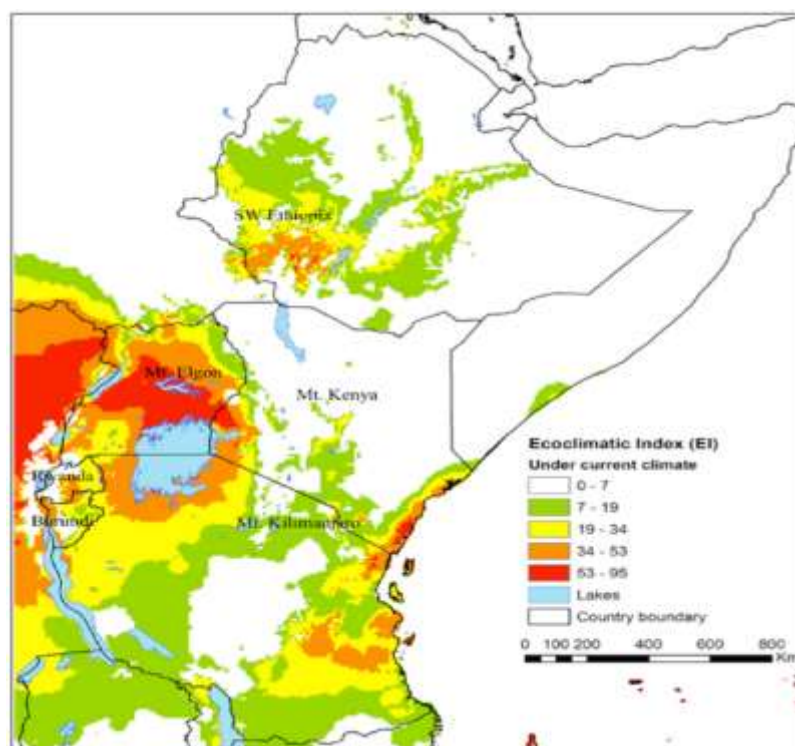 SW Ethiopia
Mt. Elgon
Mt. Kenya
Rwanda
Burundi
Mt. Kilimanjaro
Ecoclimatic Index (EI)
Under current climate
0 - 7
7 - 19
19 - 34
34 - 53
53 - 95
Lakes
Country boundary
0 100 200 400 600 800
Km